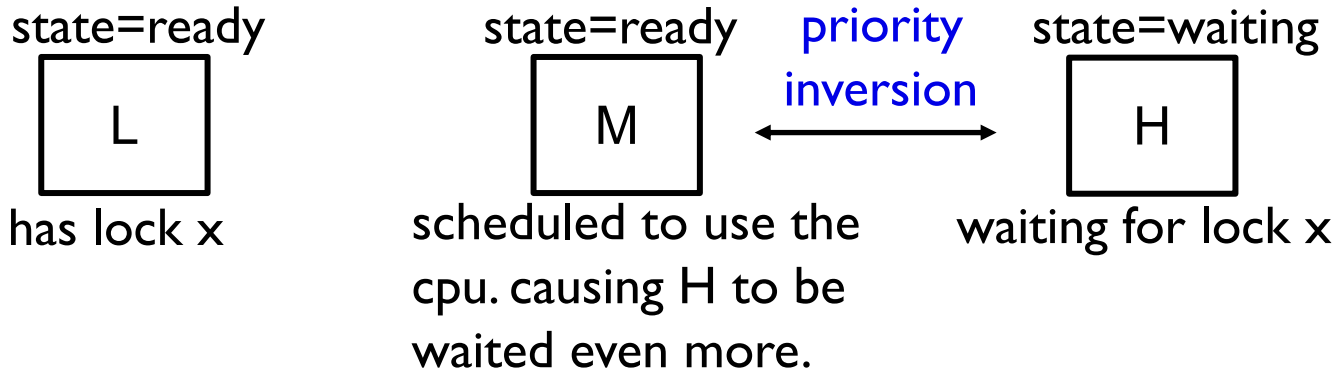 state=ready
L
has lock x
state=ready
M
scheduled to use the
cpu. causing H to be
waited even more.
priority
inversion
state=waiting
H
waiting for lock x